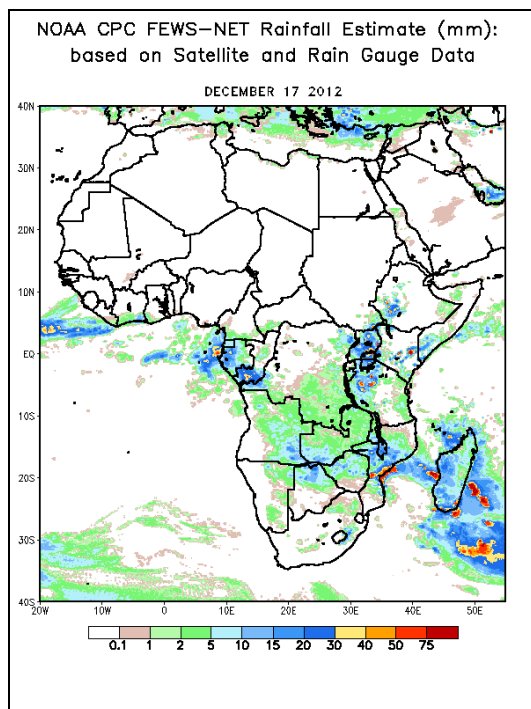 NOAA CPC FEWS-NET Rainfall Estimate (mm):
based on Satellite and Rain Gauge Data
DECEMBER 17 2012
40N
30N
20N
10N
EQ
10S
20S
30S
40S
20W 10W 0 10E 20E 30E 40E 50E
0.1 1 2 5 10 15 20 30 40 50 75